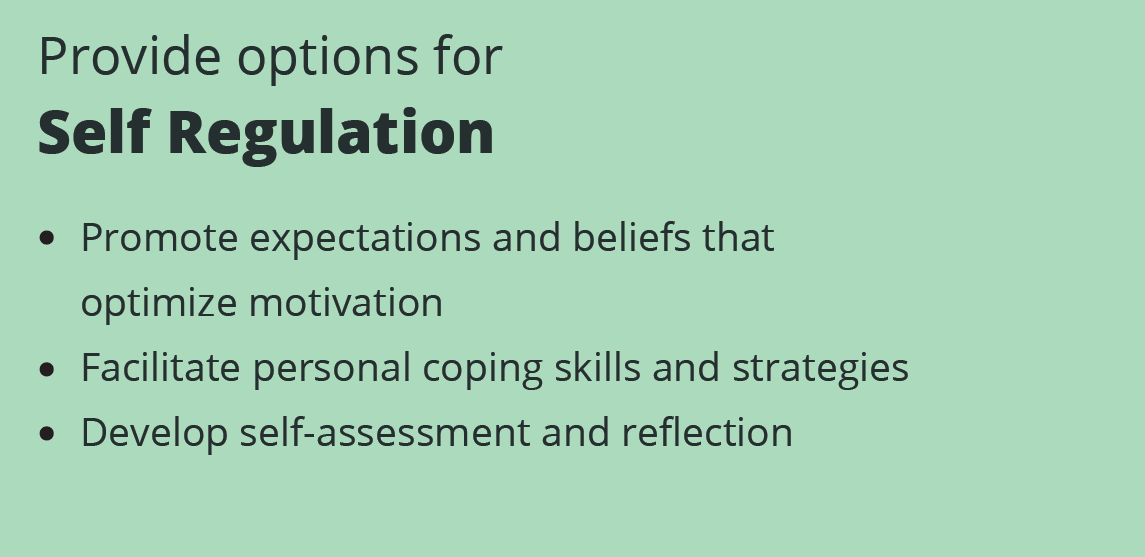 Provide options for
Self Regulation
• Promote expectations and beliefs that
optimize motivation
• Facilitate personal coping skills and strategies
• Develop self-assessment and reflection